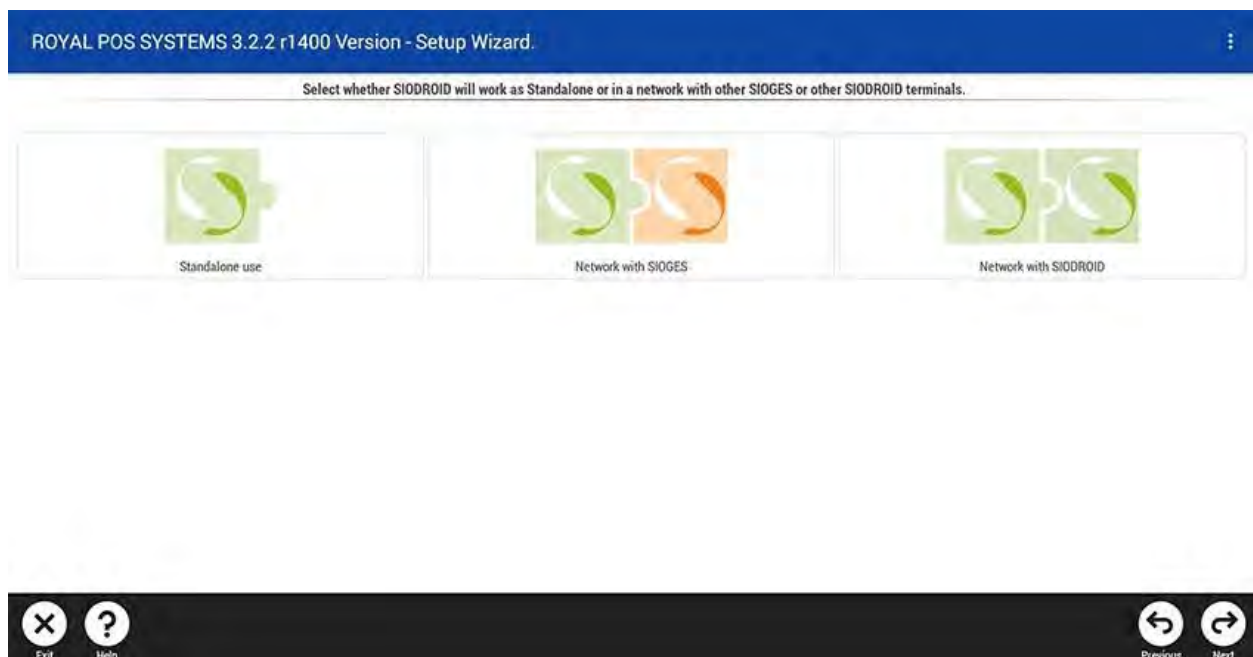 ROYAL POS SYSTEMS 3.2.2 r1400 Version - Setup Wizard.
Select whether SIODROID will work as Standalone or in a network with other SIOGES or other SIODROID terminals.
Standalone use
Network with SIOGES
Network with SIODROID
Exit
Help
Previous
Next